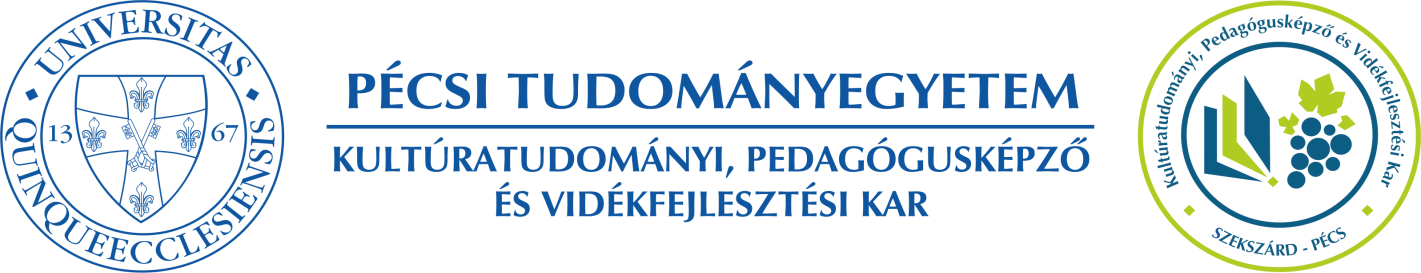 UNIVERSITAS
QUINQUEECCLESIENSIS
13 67
PÉCSI TUDOMÁNYEGYETEM
KULTÚRATUDOMÁNYI, PEDAGÓGUSKÉPZŐ
ÉS VIDÉKFEJLESZTÉSI KAR
Kultúratudományi, Pedagógusképző és Vidékfejlesztési Kar
SZEKSZÁRD - PÉCS